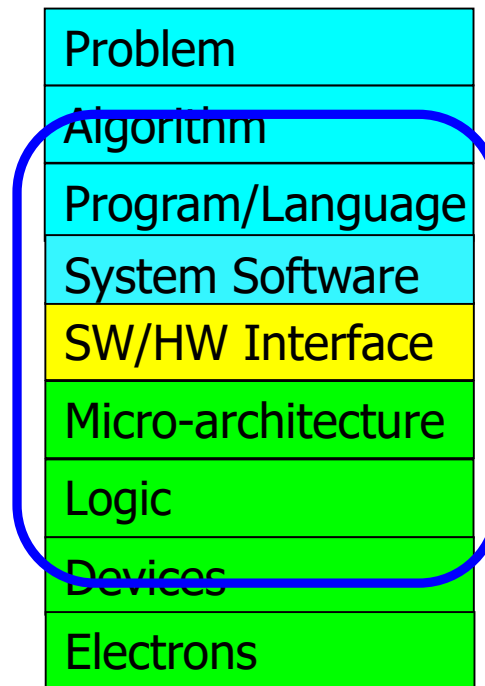 Problem
Algorithm
Program/Language
System Software
SW/HW Interface
Micro-architecture
Logic
Devices
Electrons